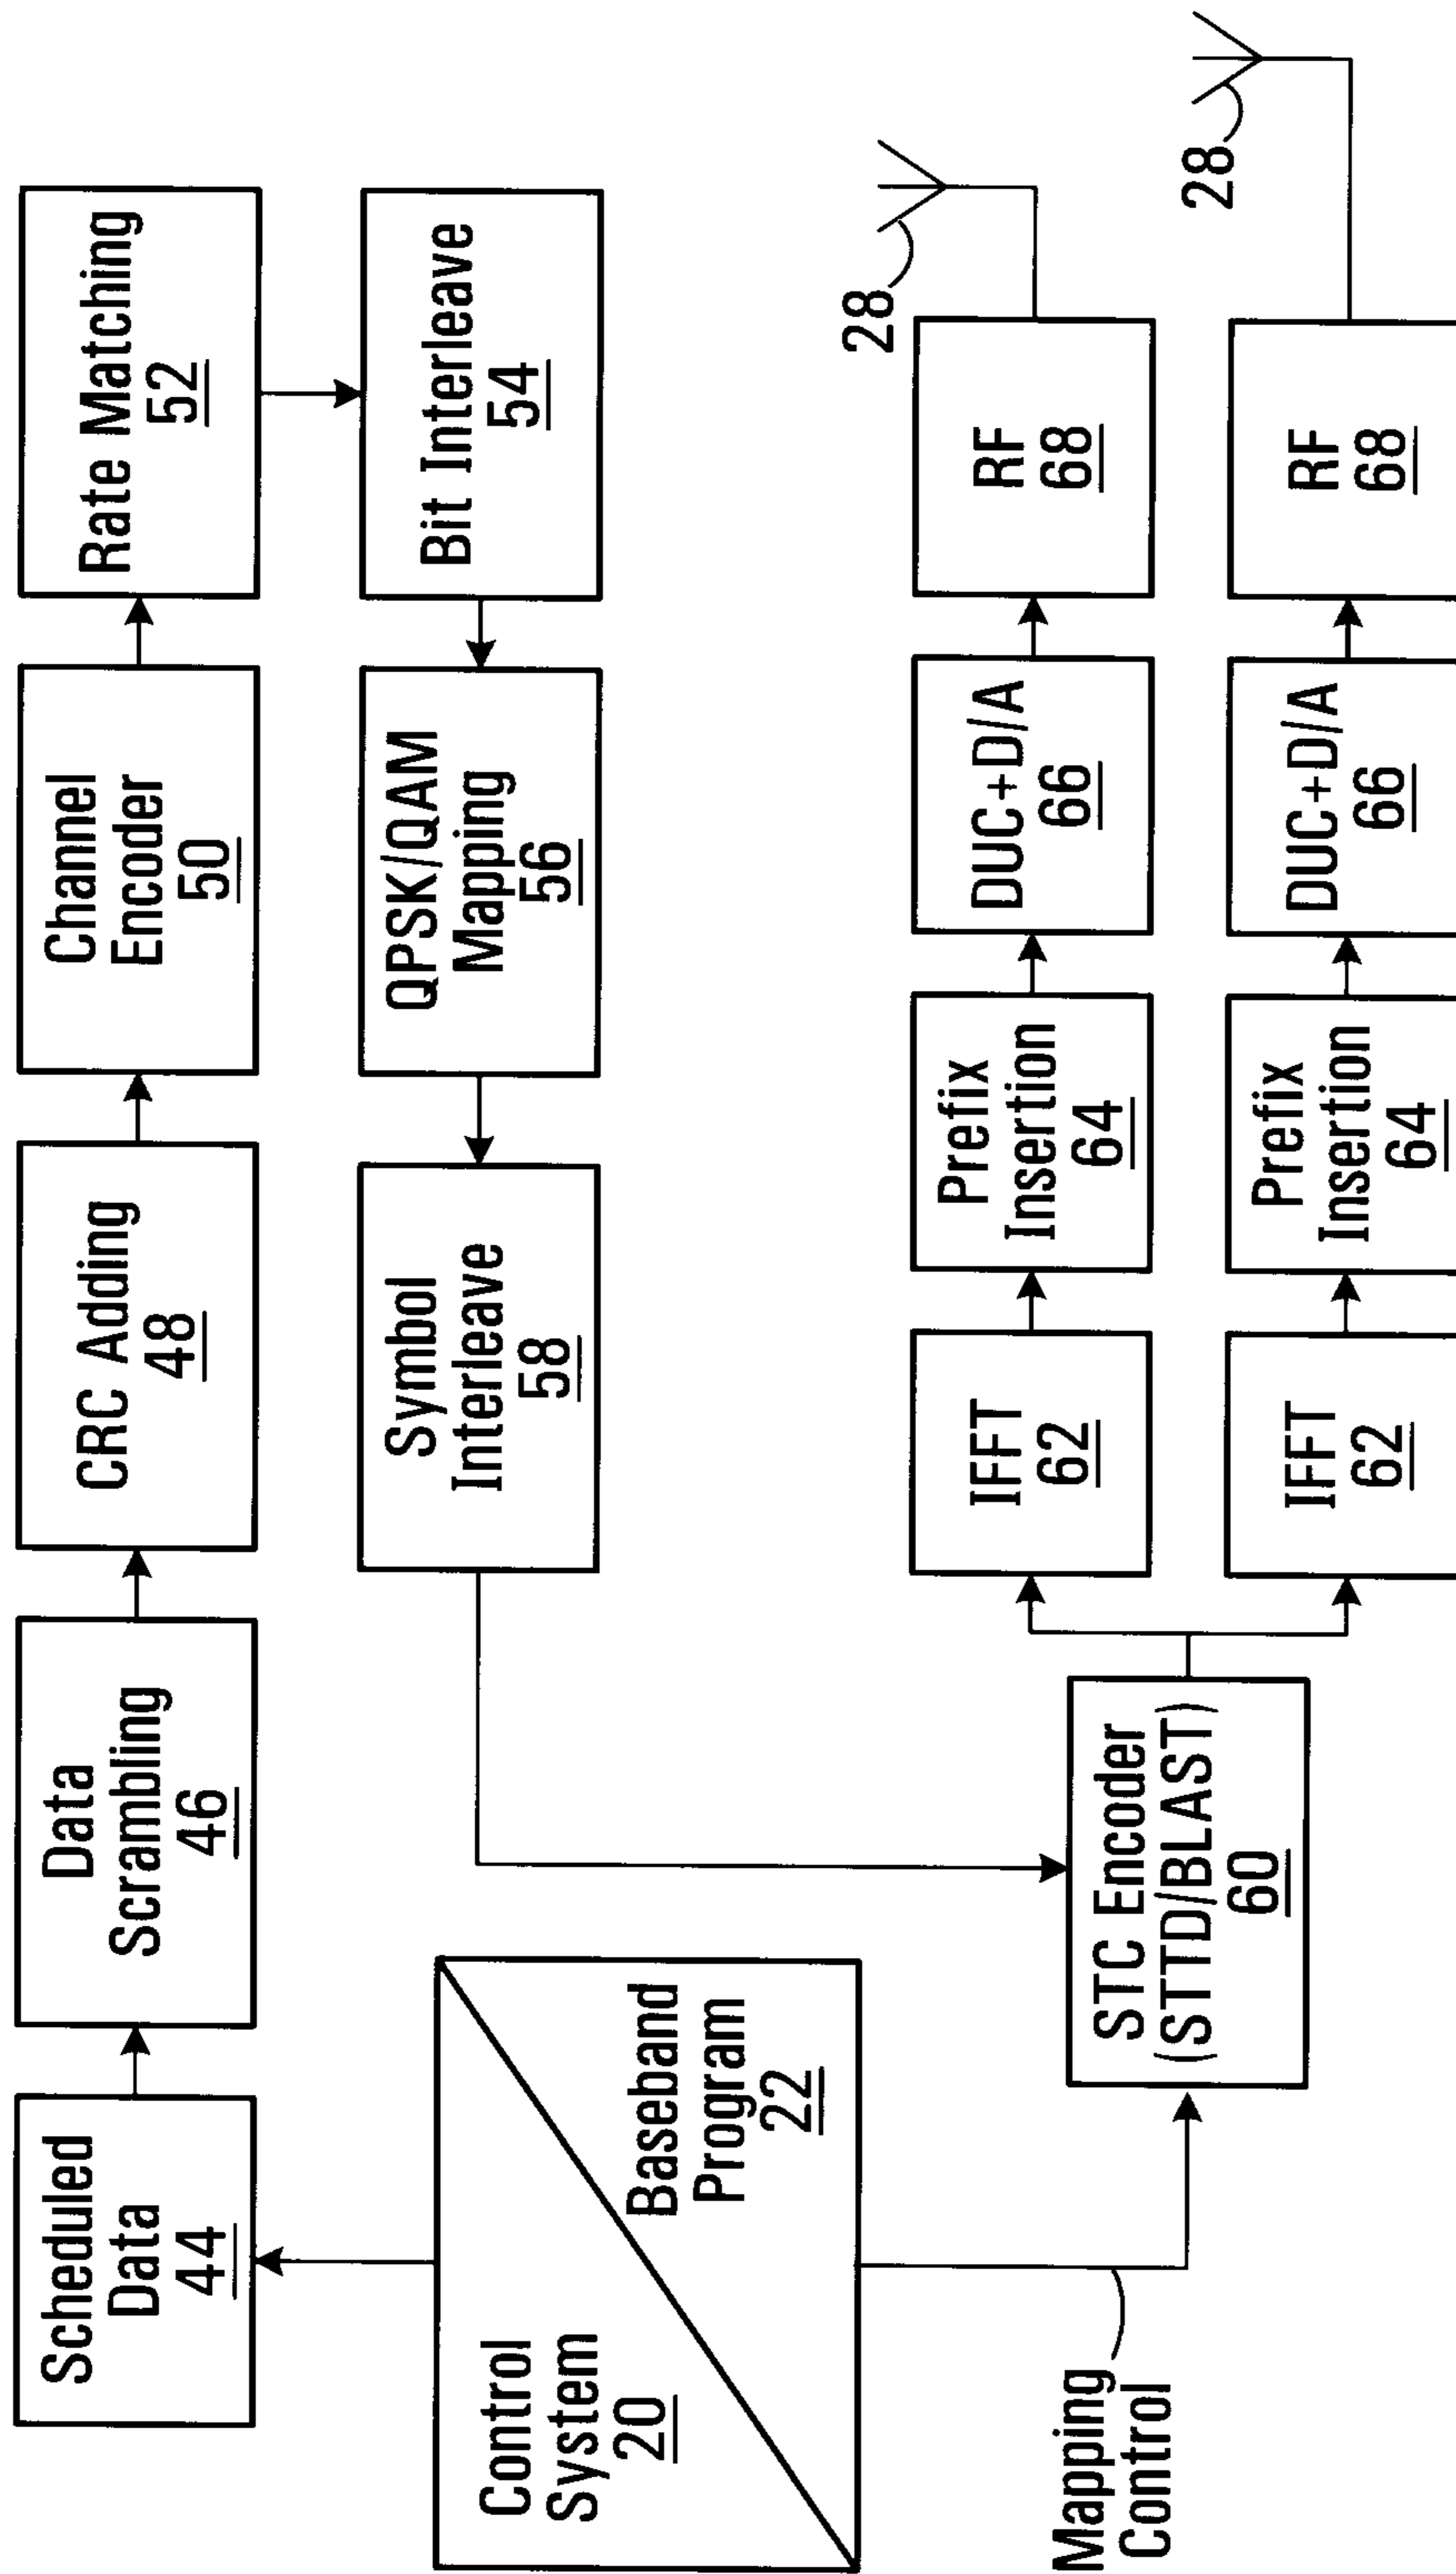 Scheduled
Data
44
Data
Scrambling
46
CRC Adding
48
Channel
Encoder
50
Rate Matching
52
Control
System
20
Baseband
Program
22
Symbol
Interleave
58
QPSK/QAM
Mapping
56
Bit Interleave
54
Mapping
Control
STC Encoder
(STTD/BLAST)
60
IFFT
62
Prefix
Insertion
64
DUC+D/A
66
RF
68
28
IFFT
62
Prefix
Insertion
64
DUC+D/A
66
RF
68
28